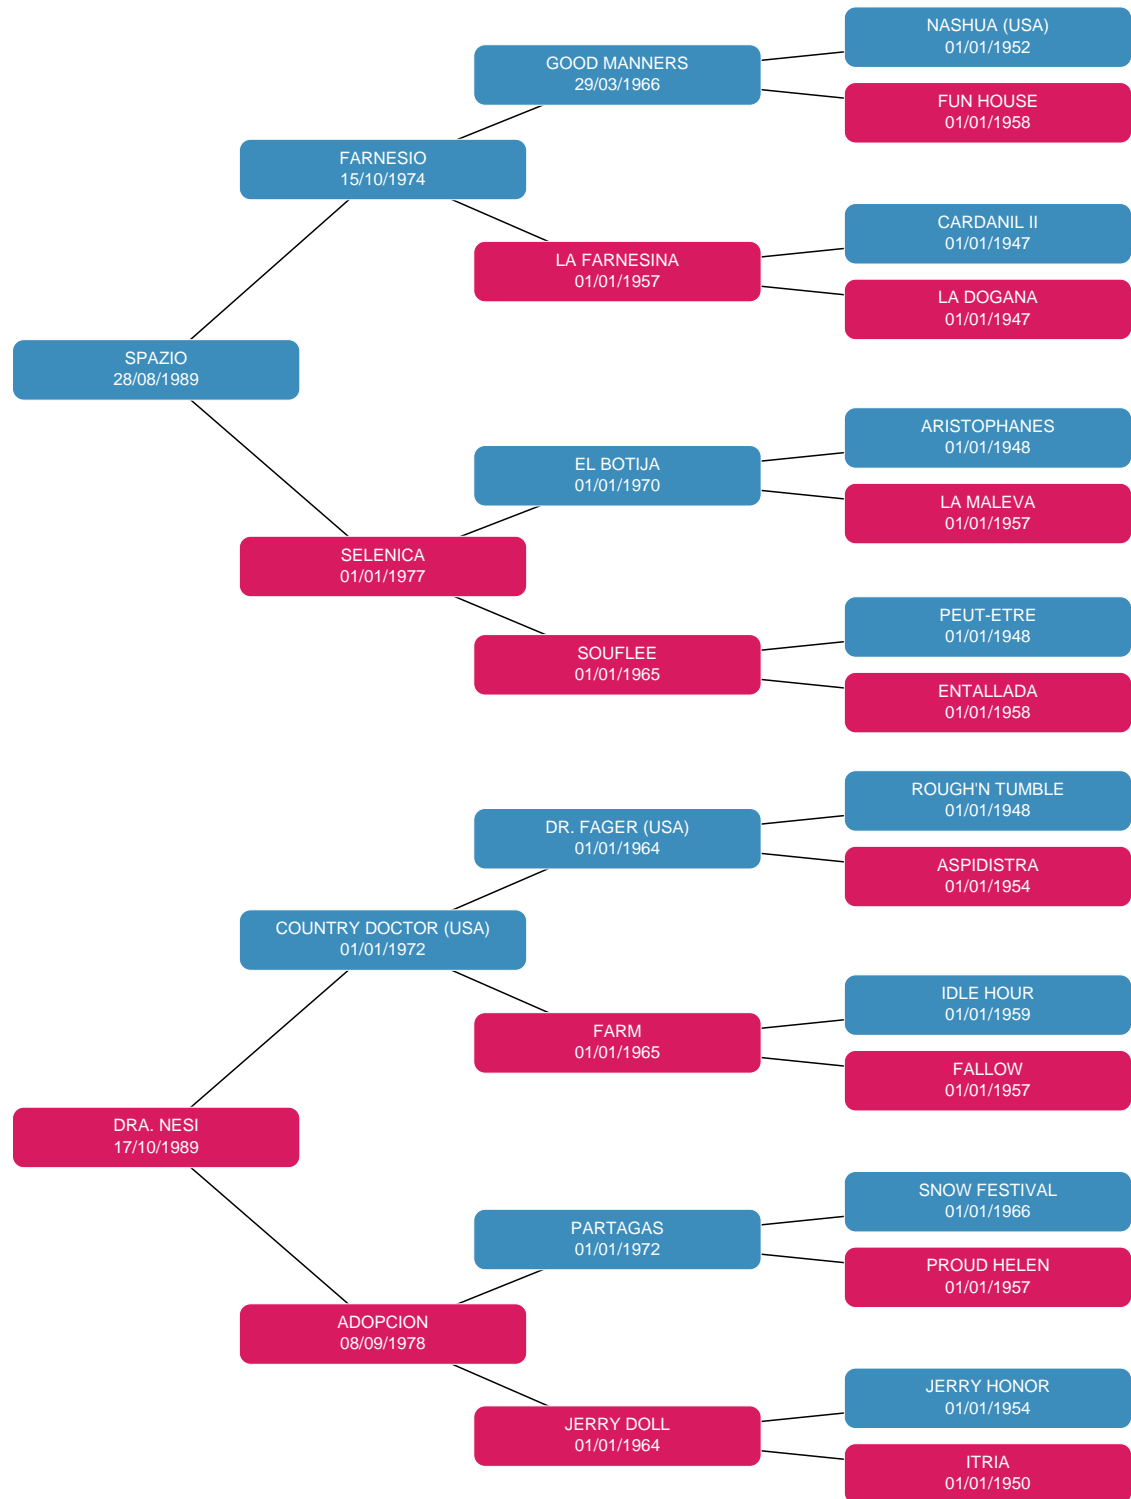 NASHUA (USA)
01/01/1952
GOOD MANNERS
29/03/1966
FUN HOUSE
01/01/1958
FARNESIO
15/10/1974
CARDANIL II
01/01/1947
LA FARNESINA
01/01/1957
LA DOGANA
01/01/1947
SPAZIO
28/08/1989
ARISTOPHANES
01/01/1948
EL BOTIJA
01/01/1970
LA MALEVA
01/01/1957
SELENICA
01/01/1977
PEUT-ETRE
01/01/1948
SOUFLEE
01/01/1965
ENTALLADA
01/01/1958
ROUGH'N TUMBLE
01/01/1948
DR. FAGER (USA)
01/01/1964
ASPIDISTRA
01/01/1954
COUNTRY DOCTOR (USA)
01/01/1972
IDLE HOUR
01/01/1959
FARM
01/01/1965
FALLOW
01/01/1957
DRA. NESI
17/10/1989
SNOW FESTIVAL
01/01/1966
PARTAGAS
01/01/1972
PROUD HELEN
01/01/1957
ADOPCION
08/09/1978
JERRY HONOR
01/01/1954
JERRY DOLL
01/01/1964
ITRIA
01/01/1950